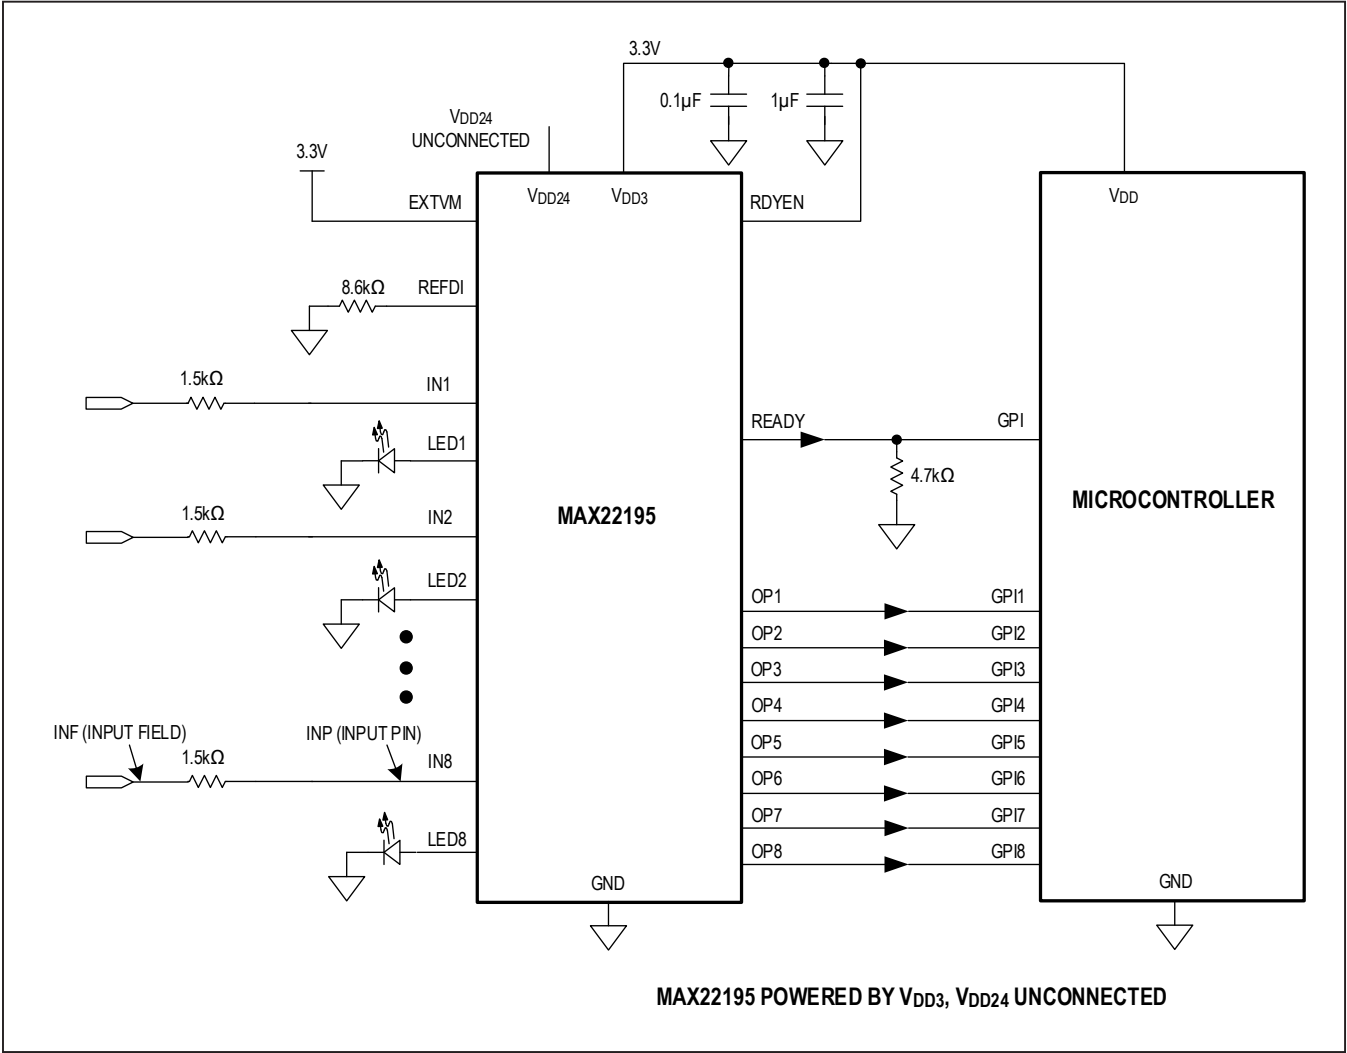 3.3V
0.1µF
1µF
VDD24
UNCONNECTED
3.3V
EXTVM
VDD24
VDD3
RDYEN
VDD
8.6kΩ
REFDI
1.5kΩ
IN1
READY
GPI
LED1
4.7kΩ
MICROCONTROLLER
1.5kΩ
IN2
MAX22195
LED2
OP1
GPI1
OP2
GPI2
OP3
GPI3
OP4
GPI4
INF (INPUT FIELD)
INP (INPUT PIN)
OP5
GPI5
1.5kΩ
IN8
OP6
GPI6
OP7
GPI7
LED8
OP8
GPI8
GND
GND
MAX22195 POWERED BY VDD3, VDD24 UNCONNECTED